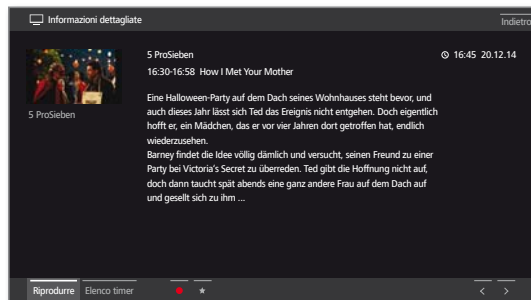 Informazioni dettagliate
Indietro
5 ProSieben
16:45 20.12.14
16:30-16:58 How I Met Your Mother
5 ProSieben
Eine Halloween-Party auf dem Dach seines Wohnhauses steht bevor, und
auch dieses Jahr lässt sich Ted das Ereignis nicht entgehen. Doch eigentlich
hofft er, ein Mädchen, das er vor vier Jahren dort getroffen hat, endlich
wiederzusehen.
Barney findet die Idee völlig dämlich und versucht, seinen Freund zu einer
Party bei Victoria's Secret zu überreden. Ted gibt die Hoffnung nicht auf,
doch dann taucht spät abends eine ganz andere Frau auf dem Dach auf
und gesellt sich zu ihm ...
Riprodurre
Elenco timer